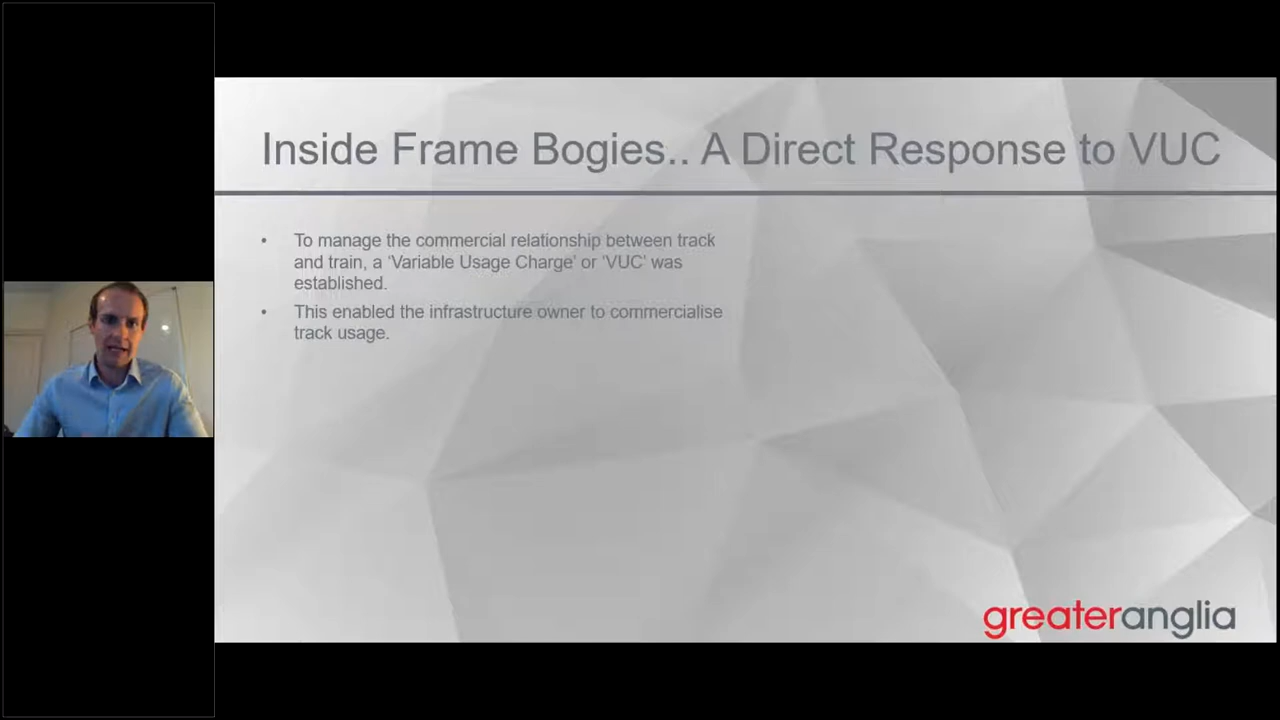 Inside Frame Bogies.. A Direct Response to VUC
• To manage the commercial relationship between track
and train, a 'Variable Usage Charge' or 'VUC' was
established.
• This enabled the infrastructure owner to commercialise
track usage.
greateranglia